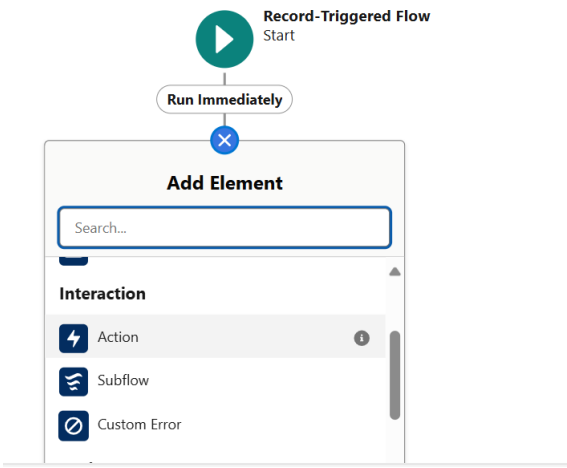 Record-Triggered Flow
Start
Run Immediately
Add Element
Search...
Interaction
Action
Subflow
Custom Error